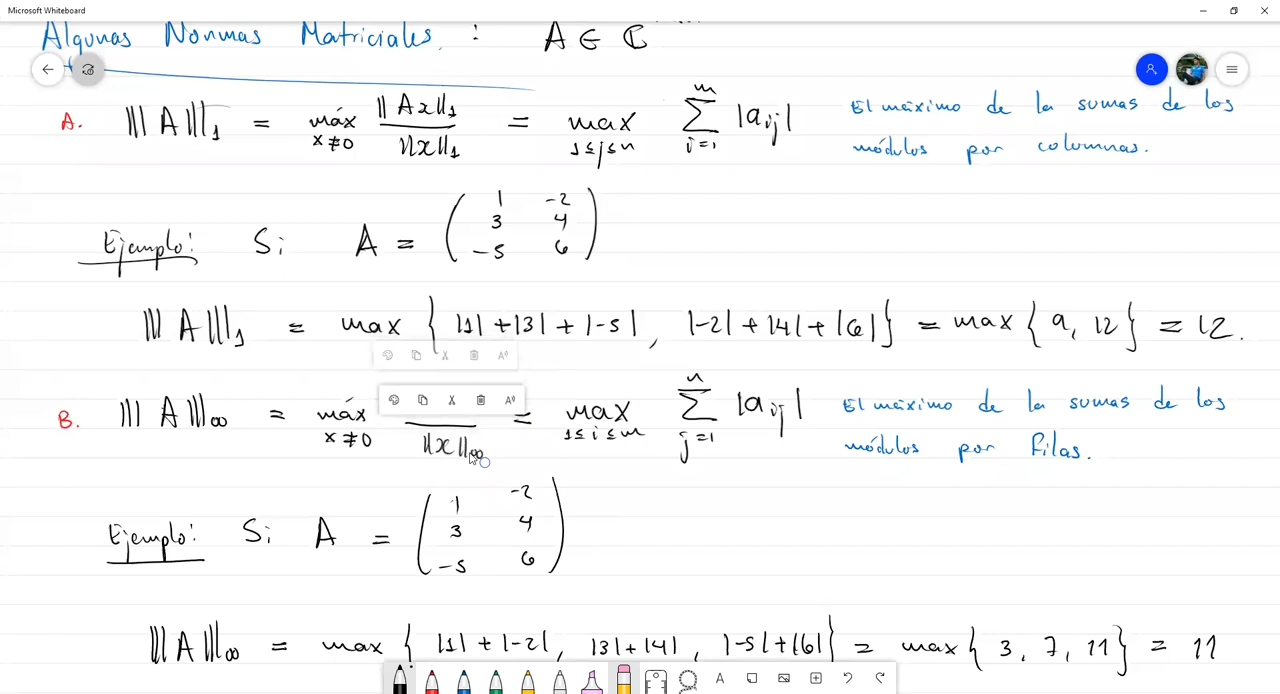 Microsoft Whiteboard
Algunas Normas Matriciales : A ∈ ℂ
A. |||A|||₁ = máx x≠0 ||Ax||₁ / ||x||₁ = max 1≤j≤n ∑ j=1 m |aij| El máximo de la sumas de los
módulos por columnas.
Ejemplo: Si A = ( 1 -2
3 4
-5 6 )
|||A|||₁ = max { |1|+|3|+|-5| , |-2|+|4|+|6| } = max { 9, 12 } = 12.
B. |||A|||∞ = máx x≠0 / ||x||∞ = max 1≤i≤m ∑ j=1 n |aij| El máximo de la sumas de los
módulos por filas.
Ejemplo: Si A = ( 1 -2
3 4
-5 6 )
|||A|||∞ = max { |1|+|-2| , |3|+|4| , |-5|+|6| } = max { 3, 7, 11 } = 11